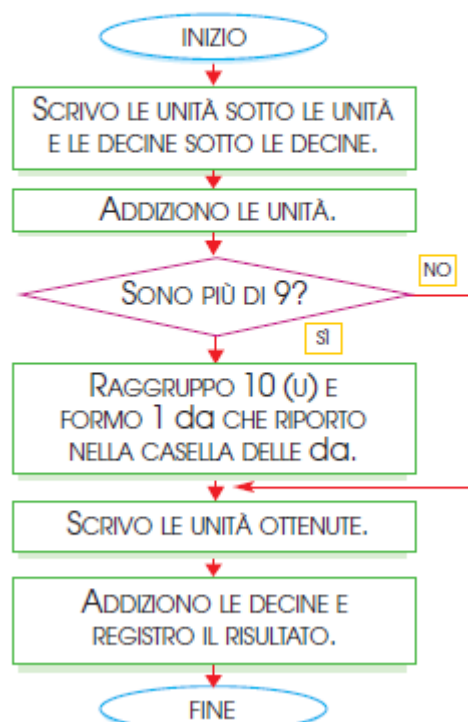 INIZIO
SCRIVO LE UNITÀ SOTTO LE UNITÀ
E LE DECINE SOTTO LE DECINE.
ADDIZIONO LE UNITÀ.
SONO PIÙ DI 9?
NO
SÌ
RAGGRUPPO 10 (U) E
FORMO 1 da CHE RIPORTO
NELLA CASELLA DELLE da.
SCRIVO LE UNITÀ OTTENUTE.
ADDIZIONO LE DECINE E
REGISTRO IL RISULTATO.
FINE